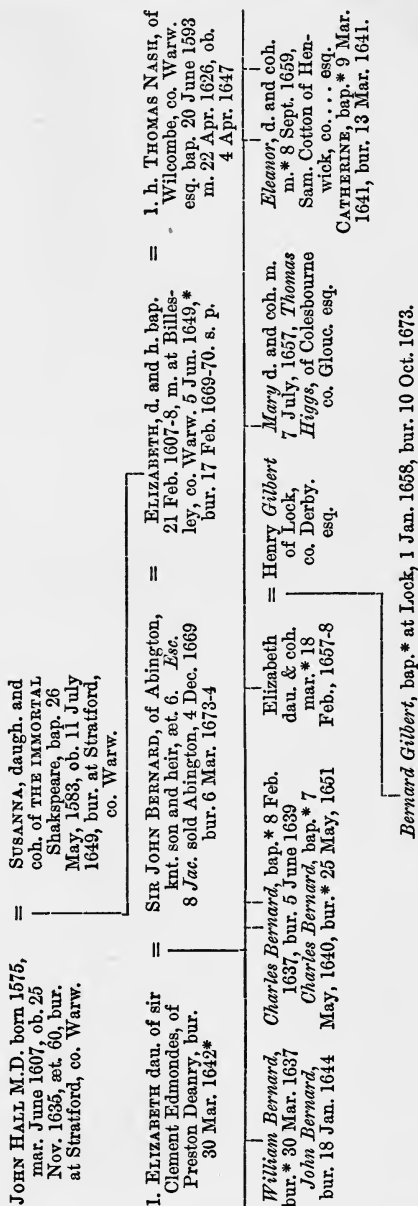 JOHN HALL M.D. born 1575,
mar. June 1607, ob. 25
Nov. 1635, æt. 60, bur.
at Stratford, co. Warw.
=
SUSANNA, daugh. and
coh. of THE IMMORTAL
Shakspeare, bap. 26
May, 1583, ob. 11 July
1649, bur. at Stratford,
co. Warw.
1. ELIZABETH dau. of sir
Clement Edmondes, of
Preston Deanry, bur.
30 Mar. 1642*
=
SIR JOHN BERNARD, of Abington,
knt. son and heir, æt. 6. Esc.
8 Jac. sold Abington, 4 Dec. 1669
bur. 6 Mar. 1673-4
=
ELIZABETH, d. and h. bap.
21 Feb. 1607-8, m. at Billes-
ley, co. Warw. 5 Jun. 1649,*
bur. 17 Feb. 1669-70. s. p.
=
1. h. THOMAS NASH, of
Wilcombe, co. Warw.
esq. bap. 20 June 1593
m. 22 Apr. 1626, ob.
4 Apr. 1647
William Bernard,
bur.* 30 Mar. 1637
John Bernard,
bur. 18 Jan. 1644
Charles Bernard, bap.* 8 Feb.
1637, bur. 5 June 1639
Charles Bernard, bap.* 7
May, 1640, bur.* 25 May, 1651
Elizabeth
dau. & coh.
mar.* 18
Feb., 1657-8
=
Henry Gilbert
of Lock,
co. Derby.
esq.
Mary d. and coh. m.
7 July, 1657, Thomas
Higgs, of Colesbourne
co. Glouc. esq.
Eleanor, d. and coh.
m.* 8 Sept. 1659,
Sam. Cotton of Hen-
wick, co.... esq.
CATHERINE, bap.* 9 Mar.
1641, bur. 13 Mar. 1641.
Bernard Gilbert, bap.* at Lock, 1 Jan. 1658, bur. 10 Oct. 1673.